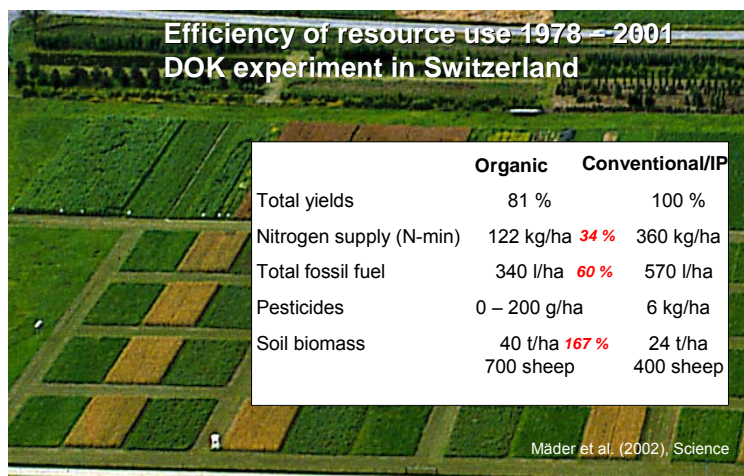 Efficiency of resource use 1978 – 2001
DOK experiment in Switzerland
Organic Conventional/IP
Total yields 81 % 100 %
Nitrogen supply (N-min) 122 kg/ha 34 % 360 kg/ha
Total fossil fuel 340 l/ha 60 % 570 l/ha
Pesticides 0 – 200 g/ha 6 kg/ha
Soil biomass 40 t/ha 167 % 24 t/ha
700 sheep 400 sheep
Mäder et al. (2002), Science